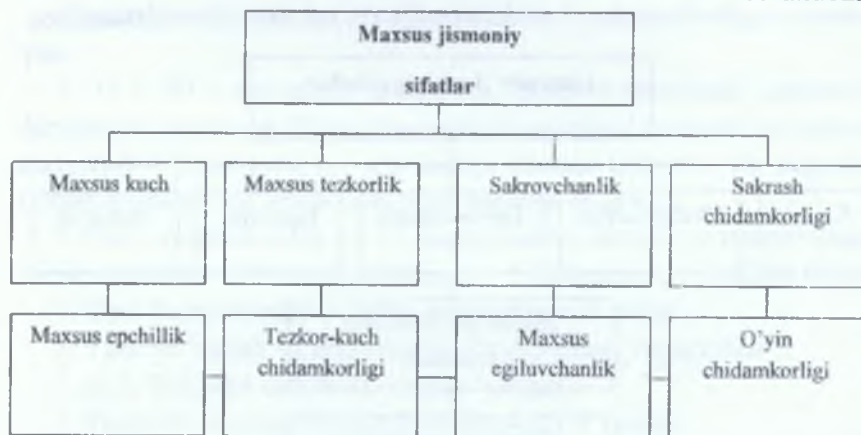 Maxsus jismoniy
sifatlar
Maxsus kuch
Maxsus tezkorlik
Sakrovchanlik
Sakrash
chidamkorligi
Maxsus epchillik
Tezkor-kuch
chidamkorligi
Maxsus
egiluvchanlik
O'yin
chidamkorligi